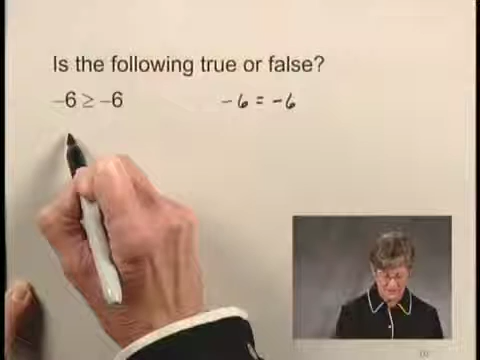 Is the following true or false?
–6 ≥ –6 -6 = -6